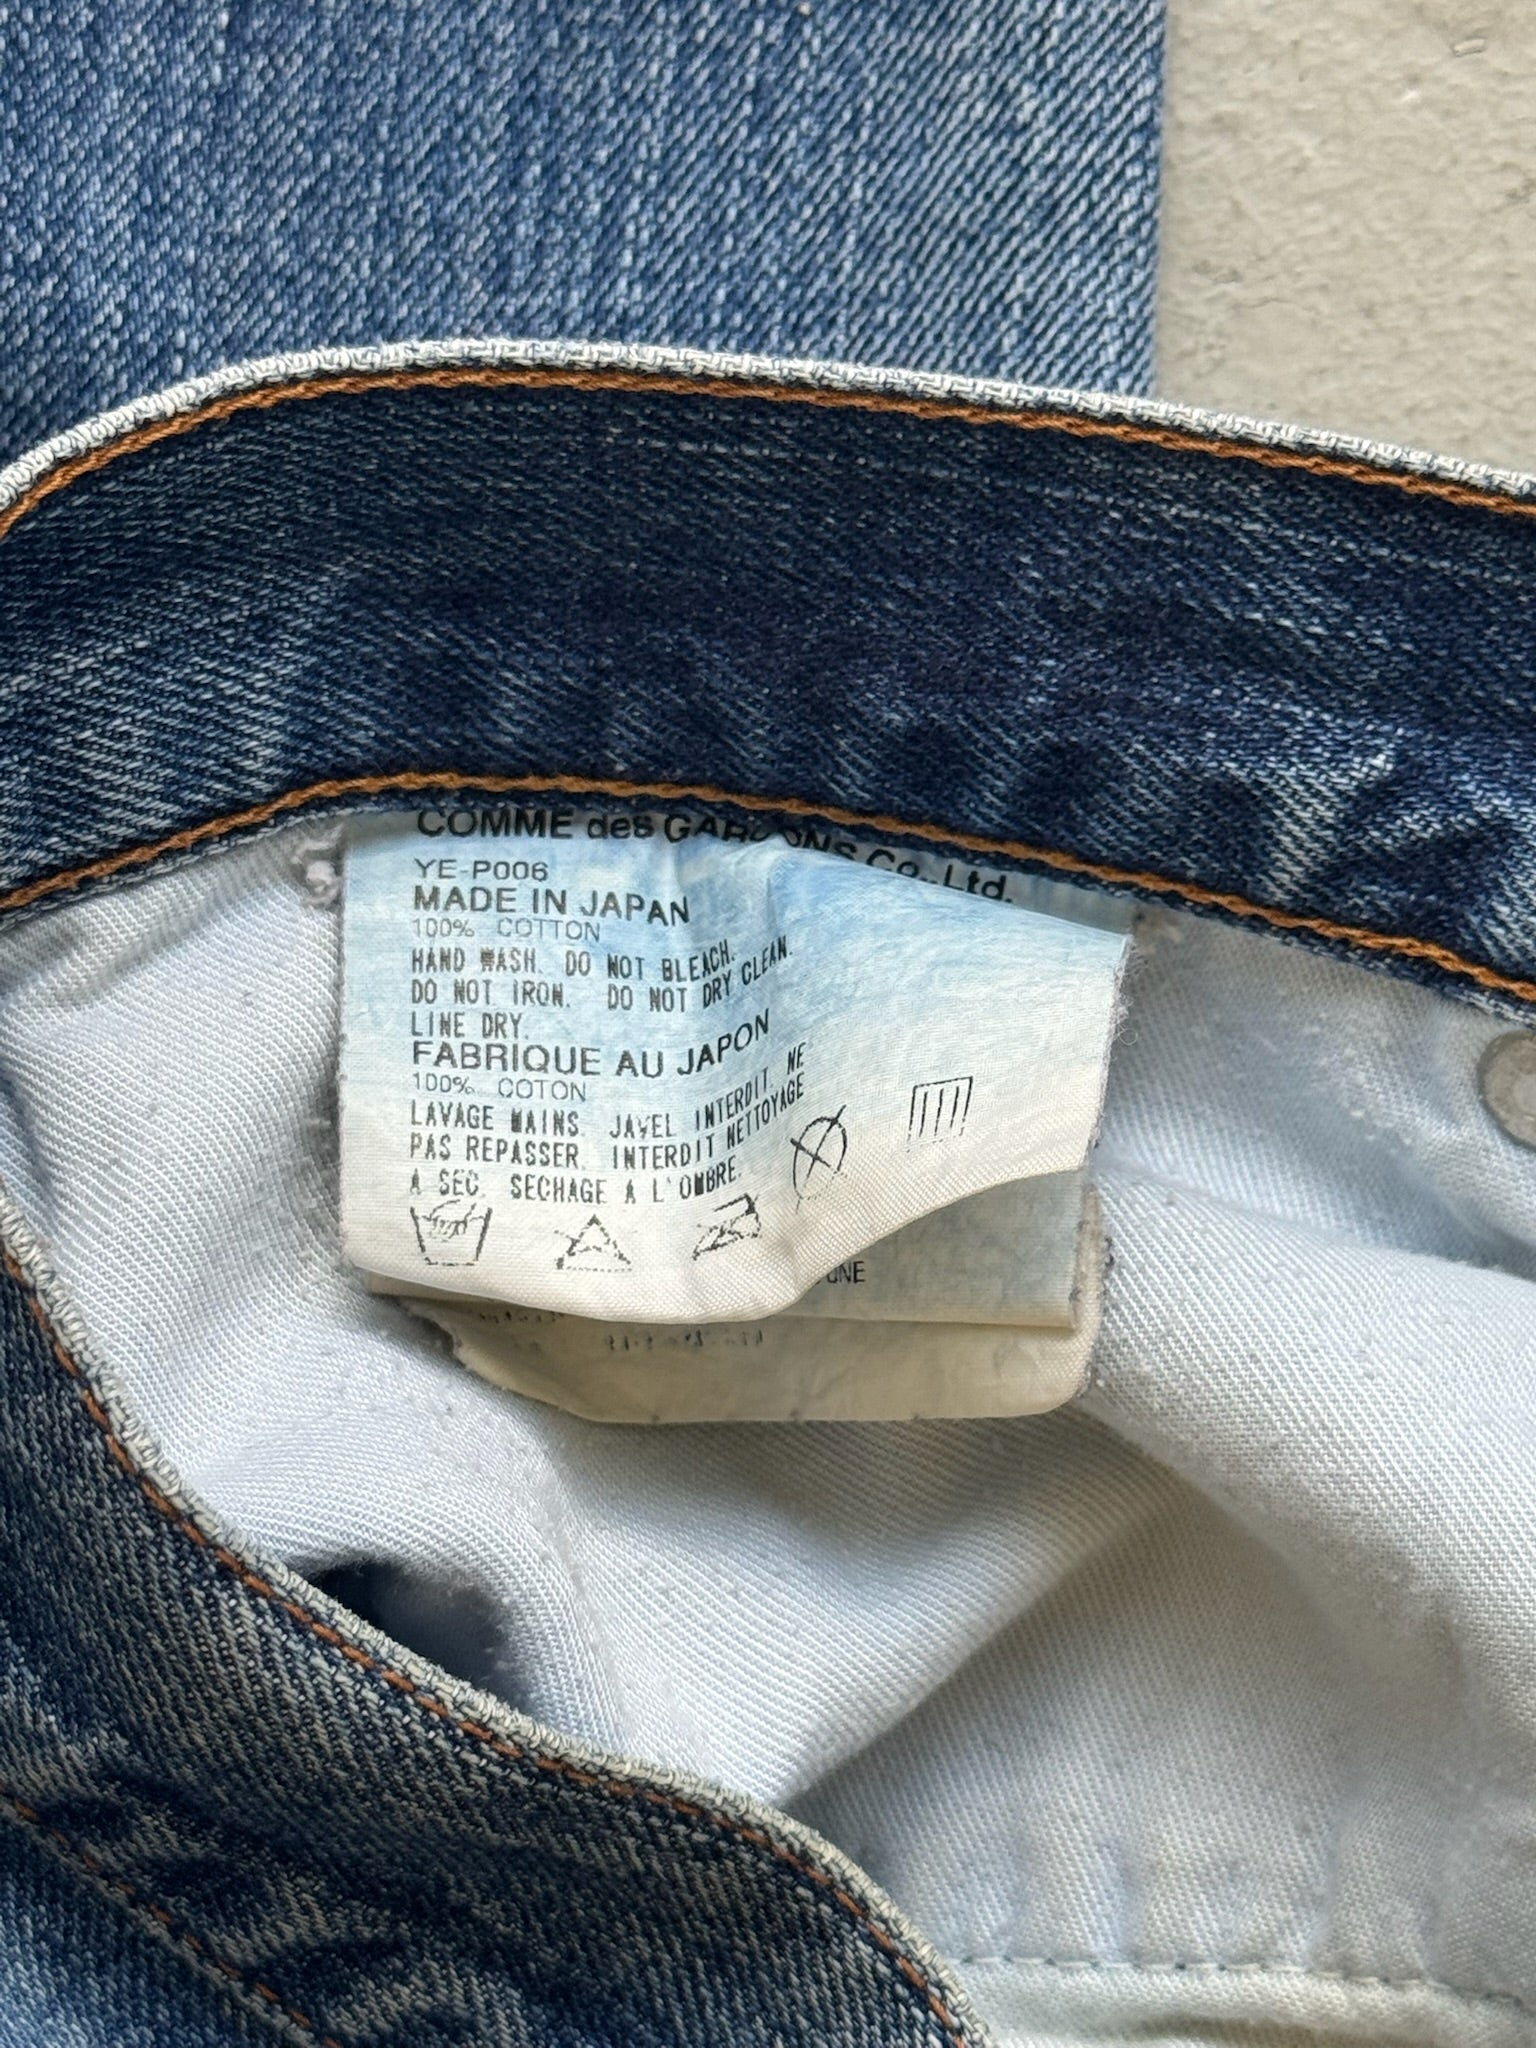 COMME des GARÇONS Co., Ltd.
YE-P006
MADE IN JAPAN
100% COTTON
HAND WASH. DO NOT BLEACH.
DO NOT IRON. DO NOT DRY CLEAN.
LINE DRY.
FABRIQUE AU JAPON
100% COTON
LAVAGE MAINS. JAVEL INTERDIT. NE
PAS REPASSER. INTERDIT NETTOYAGE
A SEC. SECHAGE A L'OMBRE.